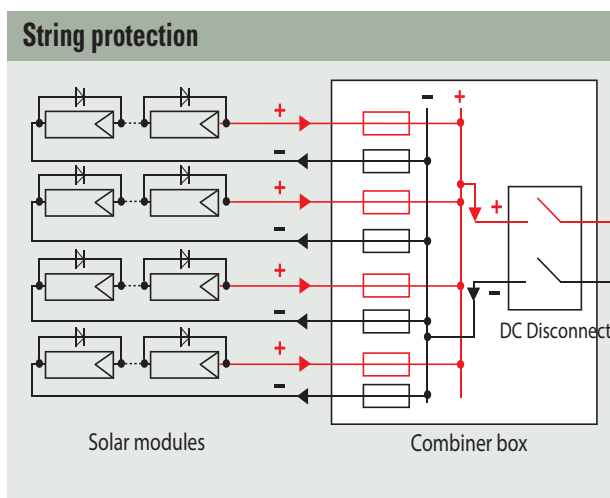 String protection
− +
+
−
+
−
+
−
+
−
+
−
DC Disconnect
Solar modules
Combiner box